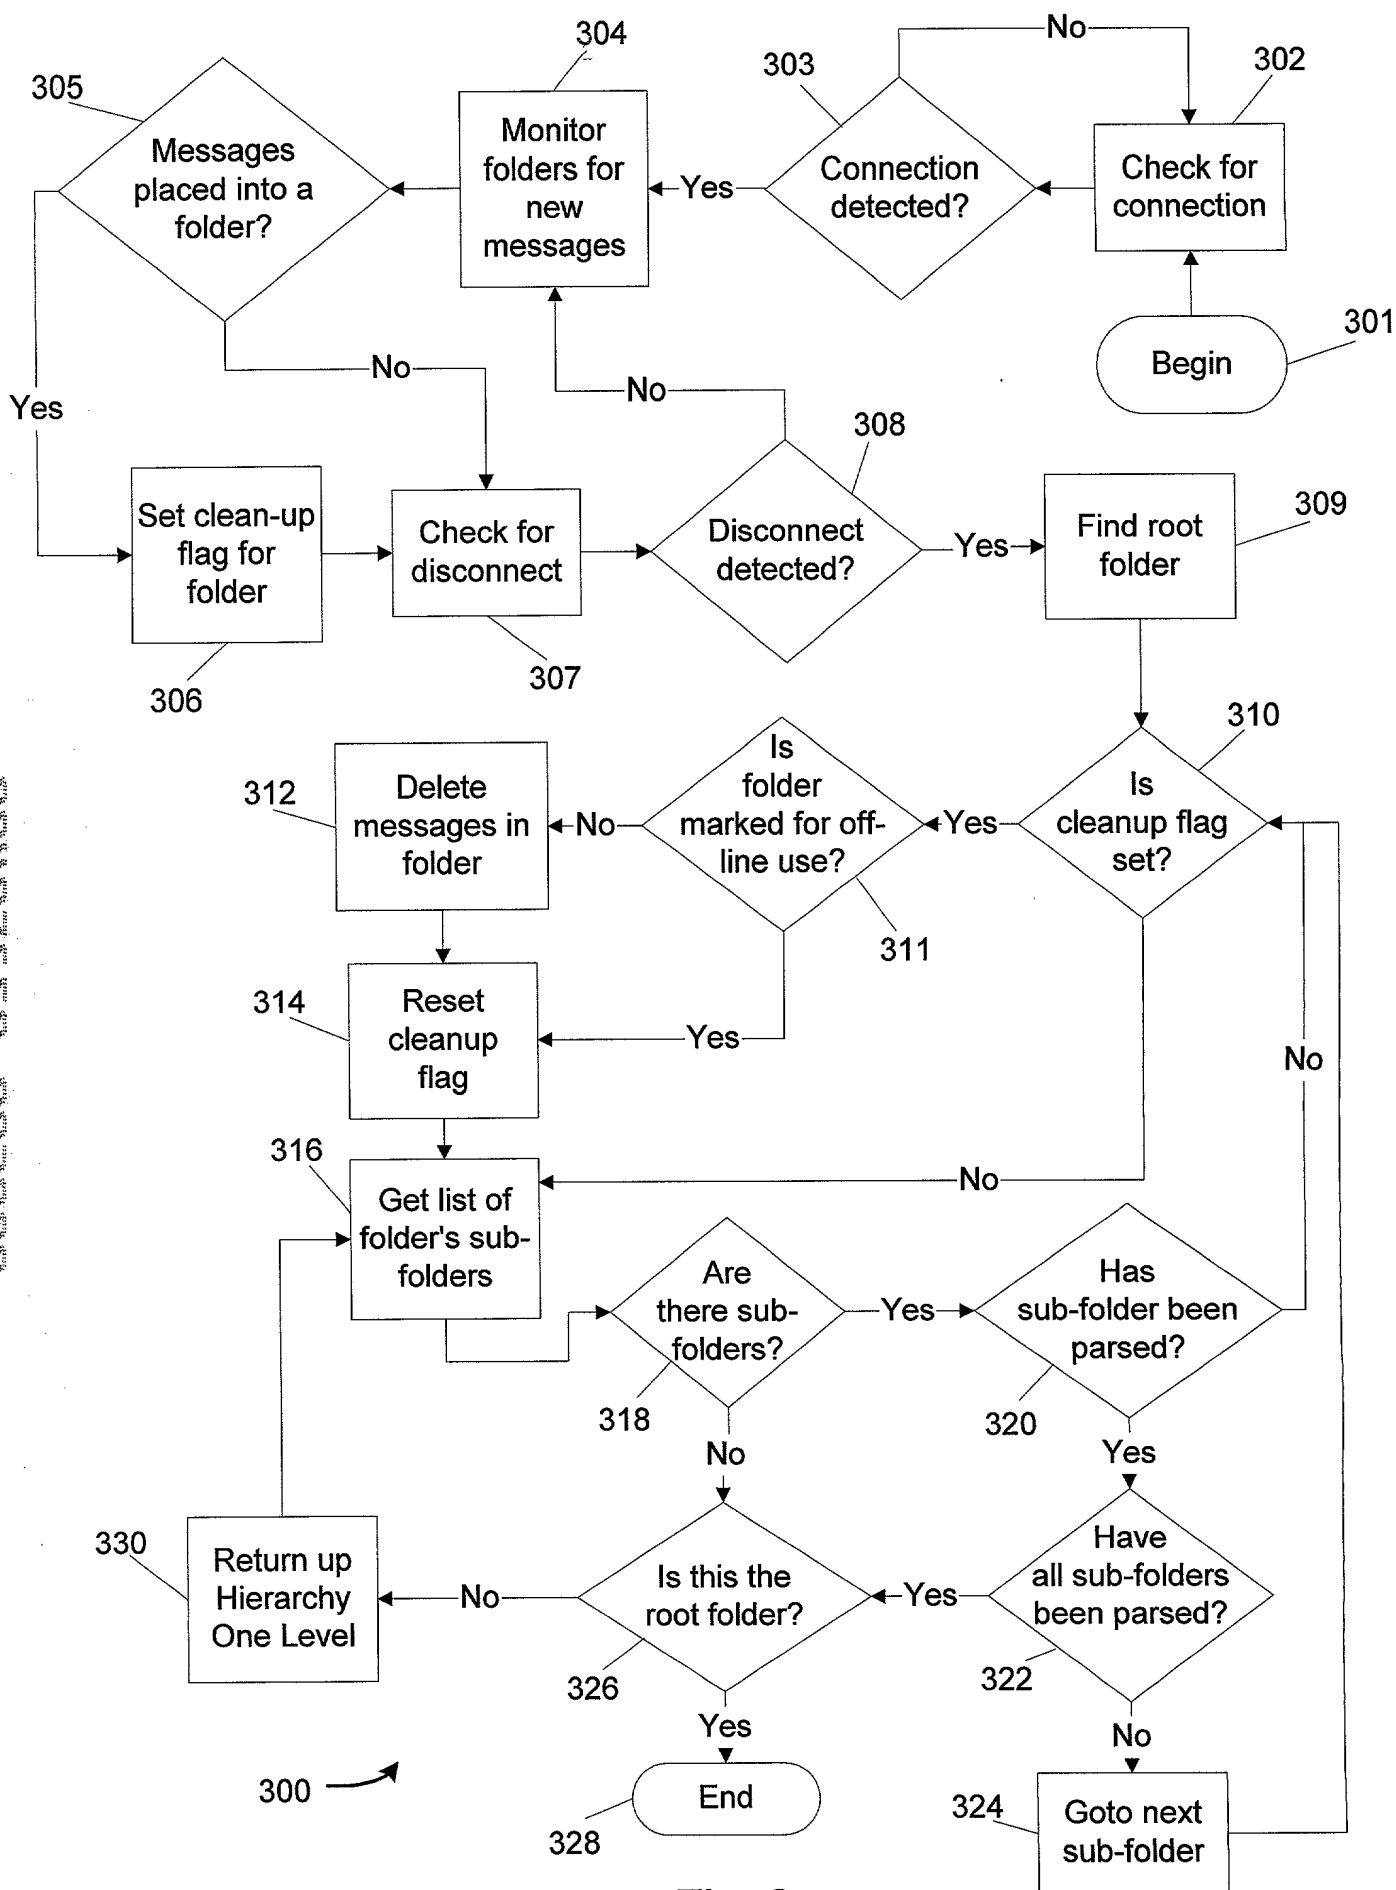 304
No
303
302
305
Monitor
folders for
new
messages
Messages
placed into a
folder?
Connection
detected?
Yes
Check for
connection
301
Begin
No
No
Yes
308
309
Set clean-up
flag for
folder
Check for
disconnect
Disconnect
detected?
Yes
Find root
folder
306
307
310
312
Delete
messages in
folder
No
Is
folder
marked for off-
line use?
Yes
Is
cleanup flag
set?
311
314
Reset
cleanup
flag
Yes
No
316
Get list of
folder's sub-
folders
No
Are
there sub-
folders?
Yes
Has
sub-folder been
parsed?
318
320
No
Yes
330
Return up
Hierarchy
One Level
No
Is this the
root folder?
Yes
Have
all sub-folders
been parsed?
326
322
Yes
No
300
End
328
324
Goto next
sub-folder